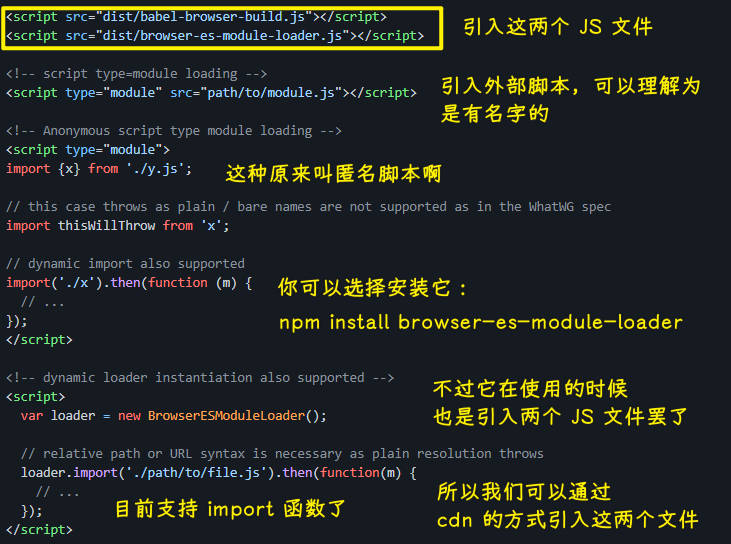 <script src="dist/babel-browser-build.js"></script>
<script src="dist/browser-es-module-loader.js"></script>
引入这两个 JS 文件
<!-- script type=module loading -->
<script type="module" src="path/to/module.js"></script>
引入外部脚本，可以理解为
是有名字的
<!-- Anonymous script type module loading -->
<script type="module">
import {x} from './y.js';
这种原来叫匿名脚本啊
// this case throws as plain / bare names are not supported as in the WhatWG spec
import thisWillThrow from 'x';
// dynamic import also supported
import('./x').then(function (m) {
// ...
});
</script>
你可以选择安装它：
npm install browser-es-module-loader
<!-- dynamic loader instantiation also supported -->
<script>
var loader = new BrowserESModuleLoader();
不过它在使用的时候
也是引入两个 JS 文件罢了
// relative path or URL syntax is necessary as plain resolution throws
loader.import('./path/to/file.js').then(function(m) {
// ...
});
</script>
目前支持 import 函数了
所以我们可以通过
cdn 的方式引入这两个文件